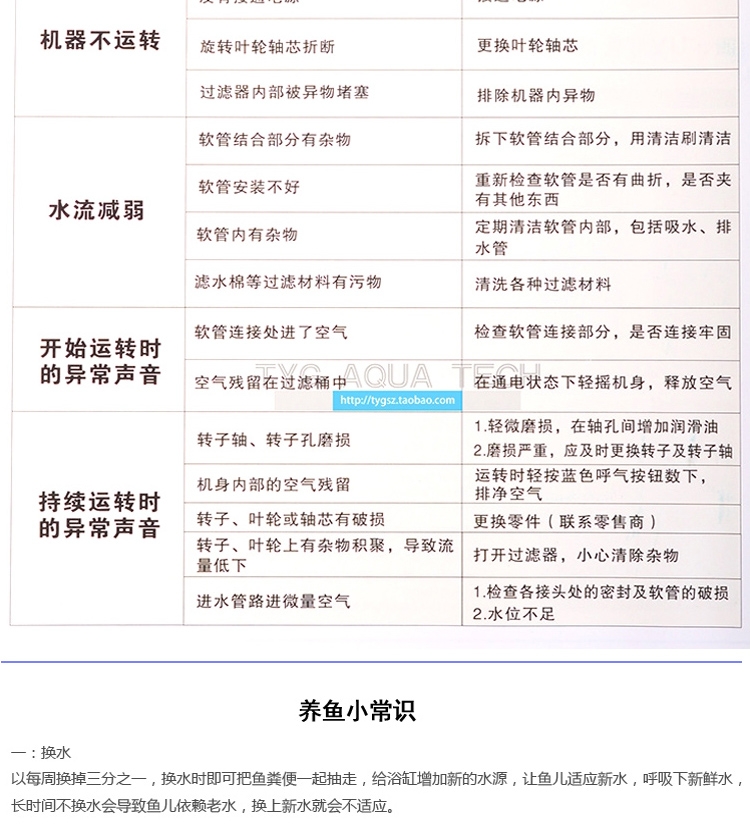 机器不运转
旋转叶轮轴芯折断
更换叶轮轴芯
过滤器内部被异物堵塞
排除机器内异物
水流减弱
软管结合部分有杂物
拆下软管结合部分，用清洁刷清洁
软管安装不好
重新检查软管是否有曲折，是否夹
有其他东西
软管内有杂物
定期清洁软管内部，包括吸水、排
水管
滤水棉等过滤材料有污物
清洗各种过滤材料
开始运转时
的异常声音
软管连接处进了空气
检查软管连接部分，是否连接牢固
空气残留在过滤桶中
在通电状态下轻摇机身，释放空气
TYG AQUA TECH
http://tygsz.taobao.com
持续运转时
的异常声音
转子轴、转子孔磨损
1.轻微磨损，在轴孔间增加润滑油
2.磨损严重，应及时更换转子及转子轴
机身内部的空气残留
运转时轻按蓝色呼气按钮数下，
排净空气
转子、叶轮或轴芯有破损
更换零件（联系零售商）
转子、叶轮上有杂物积聚，导致流
量低下
打开过滤器，小心清除杂物
进水管路进微量空气
1.检查各接头处的密封及软管的破损
2.水位不足
养鱼小常识
一：换水
以每周换掉三分之一，换水时即可把鱼粪便一起抽走，给浴缸增加新的水源，让鱼儿适应新水，呼吸下新鲜水，
长时间不换水会导致鱼儿依赖老水，换上新水就会不适应。